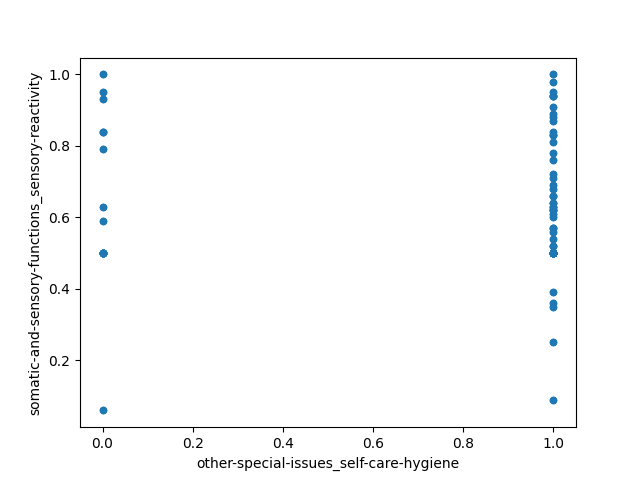 somatic-and-sensory-functions_sensory-reactivity
1.0
0.8
0.6
0.4
0.2
0.0 0.2 0.4 0.6 0.8 1.0
other-special-issues_self-care-hygiene